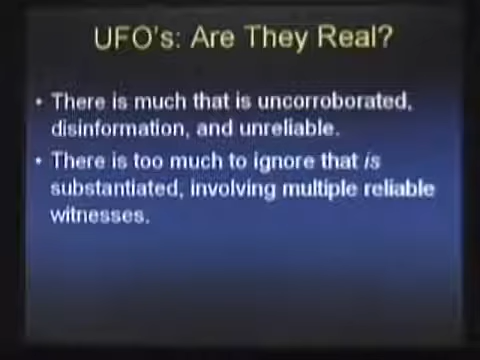 UFO's: Are They Real?
• There is much that is uncorroborated,
disinformation, and unreliable.
• There is too much to ignore that is
substantiated, involving multiple reliable
witnesses.